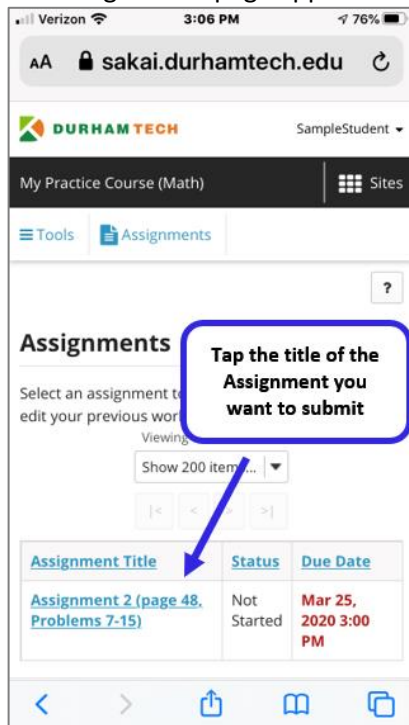 Verizon 3:06 PM 76%
AA sakai.durhamtech.edu
DURHAM TECH SampleStudent
My Practice Course (Math) Sites
Tools Assignments
?
Assignments
Tap the title of the
Assignment you
want to submit
Select an assignment to
edit your previous wor
Viewing
Show 200 items...
|< < > >|
Assignment Title Status Due Date
Assignment 2 (page 48, Problems 7-15) Not Started Mar 25, 2020 3:00 PM